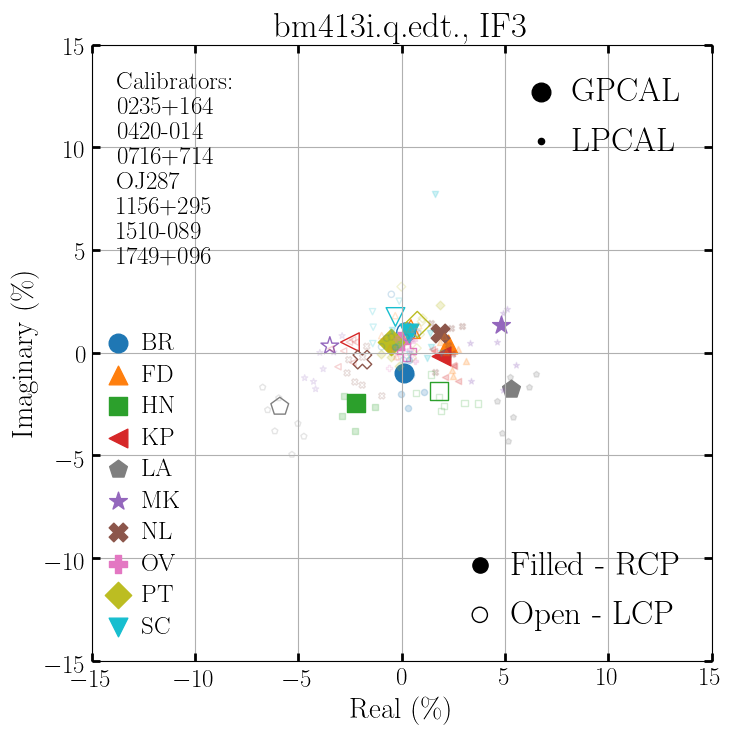 bm413i.q.edt., IF3
Calibrators:
0235+164
0420-014
0716+714
OJ287
1156+295
1510-089
1749+096
GPCAL
LPCAL
BR
FD
HN
KP
LA
MK
NL
OV
PT
SC
Filled - RCP
Open - LCP
15
10
5
0
−5
−10
−15
−15
−10
−5
0
5
10
15
Imaginary (%)
Real (%)